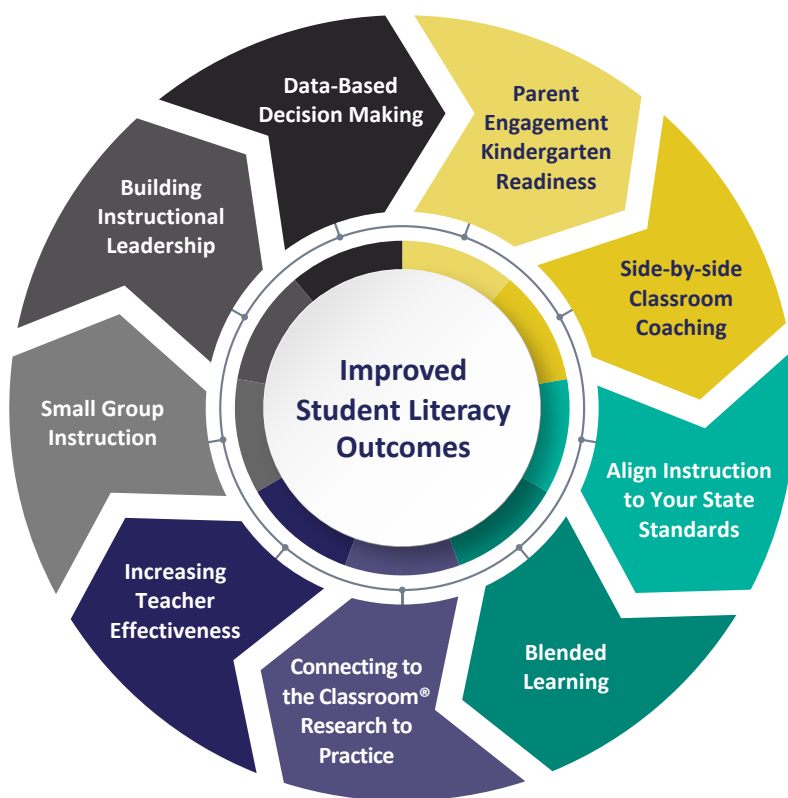 Data-Based
Decision Making
Parent
Engagement
Kindergarten
Readiness
Side-by-side
Classroom
Coaching
Align Instruction
to Your State
Standards
Blended
Learning
Connecting to
the Classroom®
Research to
Practice
Increasing
Teacher
Effectiveness
Small Group
Instruction
Building
Instructional
Leadership
Improved
Student Literacy
Outcomes